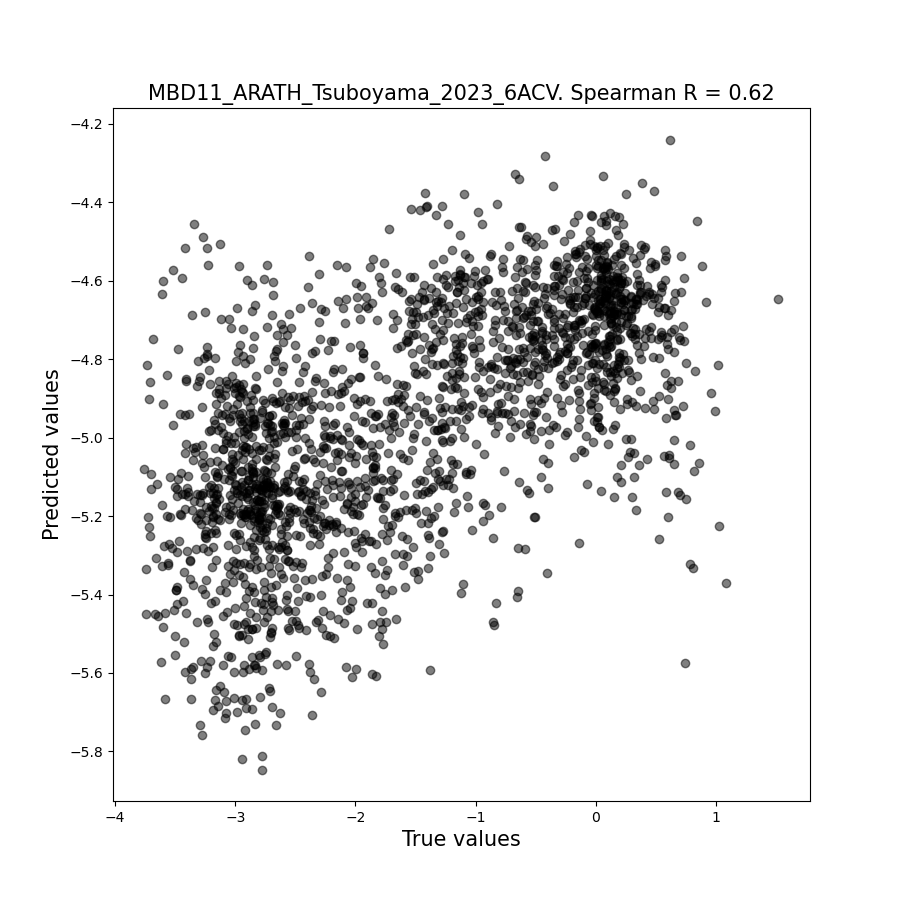 MBD11_ARATH_Tsuboyama_2023_6ACV. Spearman R = 0.62
−4.2
−4.4
−4.6
−4.8
−5.0
−5.2
−5.4
−5.6
−5.8
Predicted values
−4 −3 −2 −1 0 1
True values